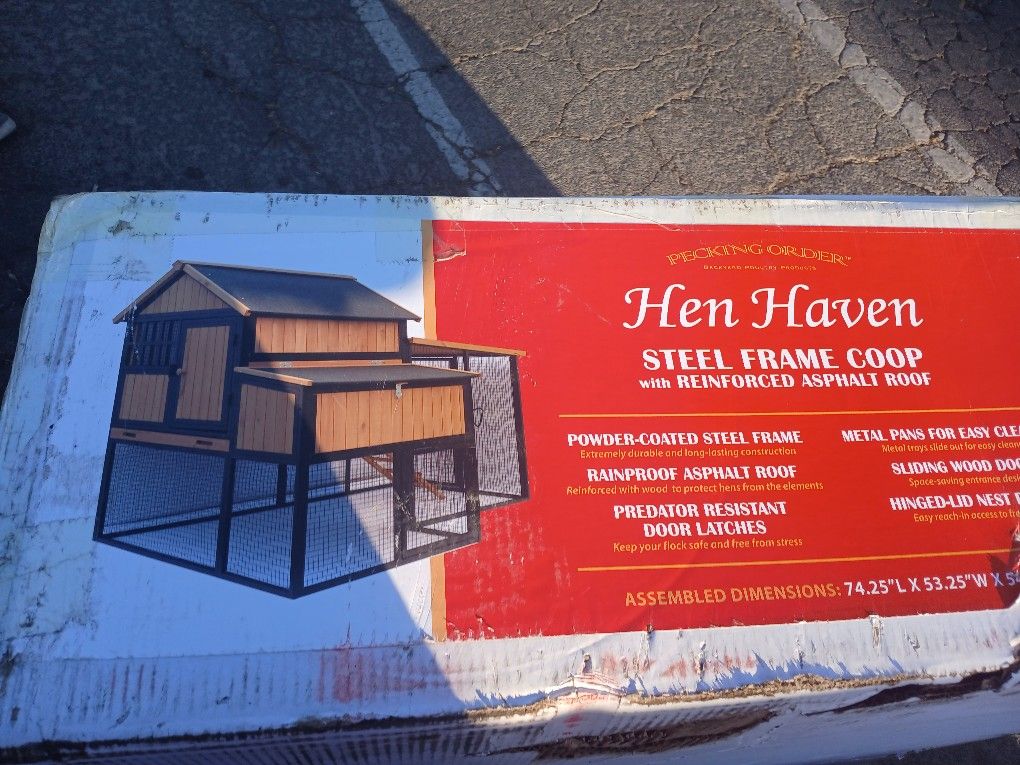 PECKING ORDER™
BACKYARD POULTRY PRODUCTS
Hen Haven
STEEL FRAME COOP
with REINFORCED ASPHALT ROOF
POWDER-COATED STEEL FRAME
Extremely durable and long-lasting construction
RAINPROOF ASPHALT ROOF
Reinforced with wood to protect hens from the elements
PREDATOR RESISTANT
DOOR LATCHES
Keep your flock safe and free from stress
METAL PANS FOR EASY CLEA
Metal trays slide out for easy clean
SLIDING WOOD DOO
Space-saving entrance desi
HINGED-LID NEST
Easy reach-in access to fre
ASSEMBLED DIMENSIONS: 74.25"L X 53.25"W X 5